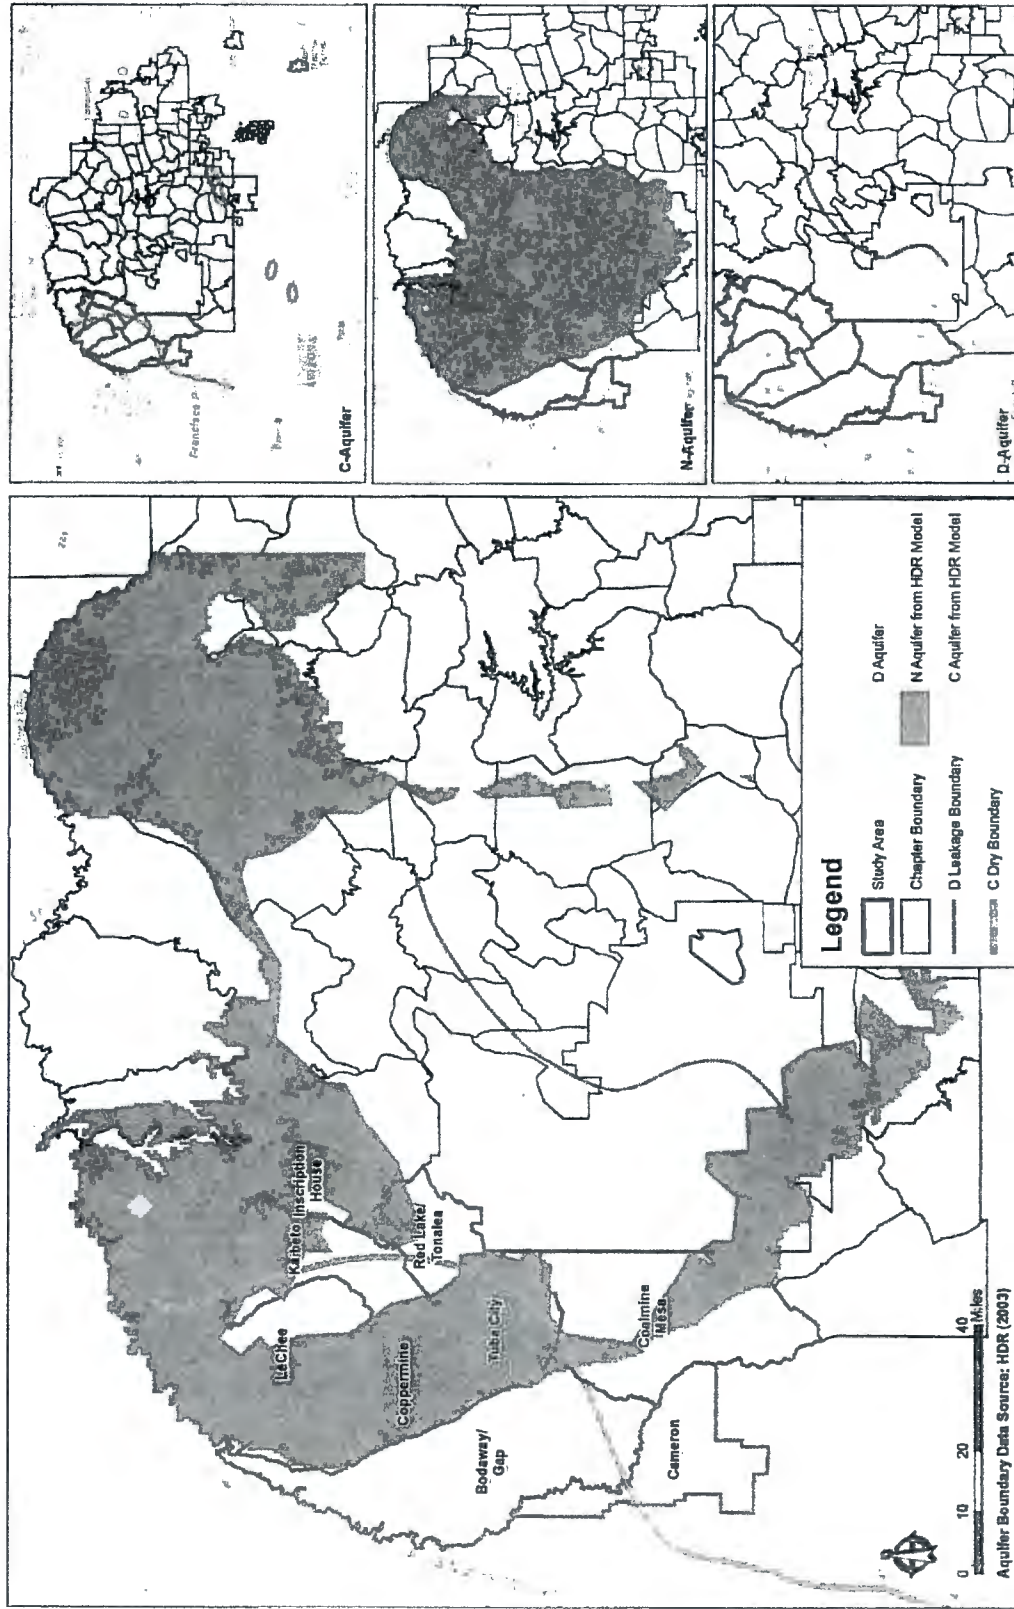 C-Aquifer
N-Aquifer
D-Aquifer
LeChee
Kaibeto
Inscription
House
Coppermine
Red Lake/
Tonalea
Tuba City
Bodaway/
Gap
Coalmine
Mesa
Cameron
Legend
Study Area
Chapter Boundary
D Leakage Boundary
C Dry Boundary
D Aquifer
N Aquifer from HDR Model
C Aquifer from HDR Model
0 10 20 40
Miles
Aquifer Boundary Data Source: HDR (2003)